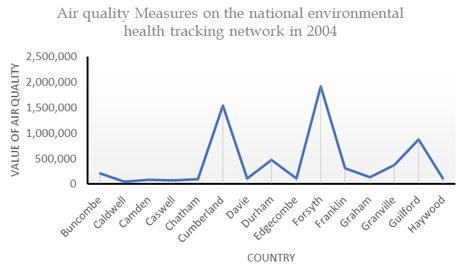 Air quality Measures on the national environmental
health tracking network in 2004
VALUE OF AIR QUALITY
2,500,000
2,000,000
1,500,000
1,000,000
500,000
0
Buncombe
Caldwell
Camden
Caswell
Chatham
Cumberland
Davie
Durham
Edgecombe
Forsyth
Frankin
Graham
Granville
Guilford
Haywood
COUNTRY